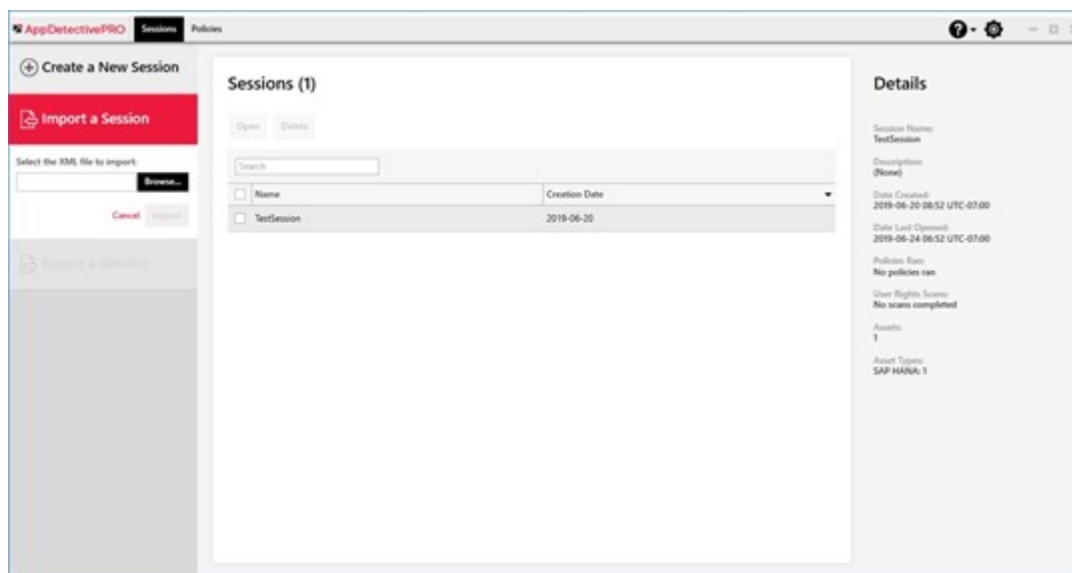 AppDetectivePRO Sessions Policies
Create a New Session
Import a Session
Select the XML file to import:
Browse...
Cancel Import
Export a Session
Sessions (1)
Open Delete
Search
Name Creation Date
TestSession 2019-06-20
Details
Session Name:
TestSession
Description:
(None)
Date Created:
2019-06-20 08:52 UTC-07:00
Date Last Opened:
2019-06-24 06:52 UTC-07:00
Policies Ran:
No policies ran
User Rights Scans:
No scans completed
Assets:
1
Asset Types:
SAP HANA: 1